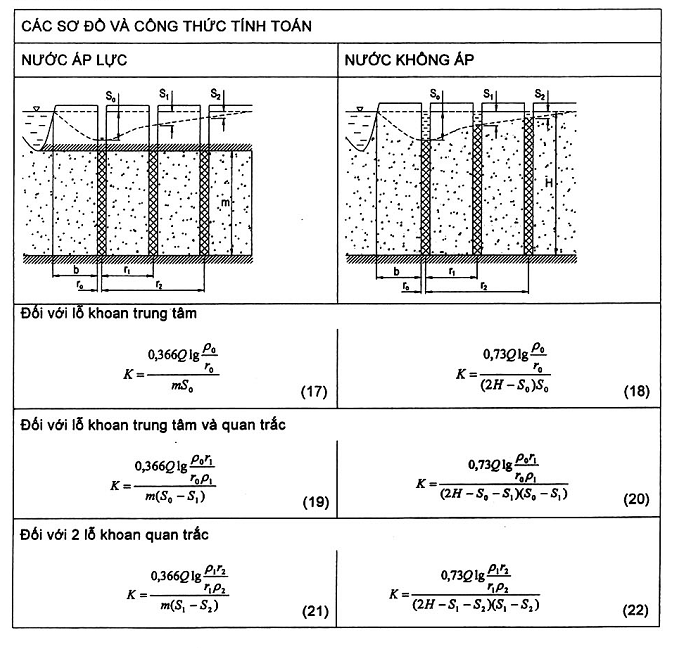 CÁC SƠ ĐỒ VÀ CÔNG THỨC TÍNH TOÁN
NƯỚC ÁP LỰC
NƯỚC KHÔNG ÁP
S₀ S₁ S₂
m
b r₁
r₀ r₂
S₀ S₁ S₂
H
b r₁
r₀ r₂
Đối với lỗ khoan trung tâm
K = 0,366Q lg(ρ₀/r₀) / mS₀ (17)
K = 0,73Q lg(ρ₀/r₀) / (2H − S₀)S₀ (18)
Đối với lỗ khoan trung tâm và quan trắc
K = 0,366Q lg(ρ₀r₁/r₀ρ₁) / m(S₀ − S₁) (19)
K = 0,73Q lg(ρ₀r₁/r₀ρ₁) / (2H − S₀ − S₁)(S₀ − S₁) (20)
Đối với 2 lỗ khoan quan trắc
K = 0,366Q lg(ρ₁r₂/r₁ρ₂) / m(S₁ − S₂) (21)
K = 0,73Q lg(ρ₁r₂/r₁ρ₂) / (2H − S₁ − S₂)(S₁ − S₂) (22)